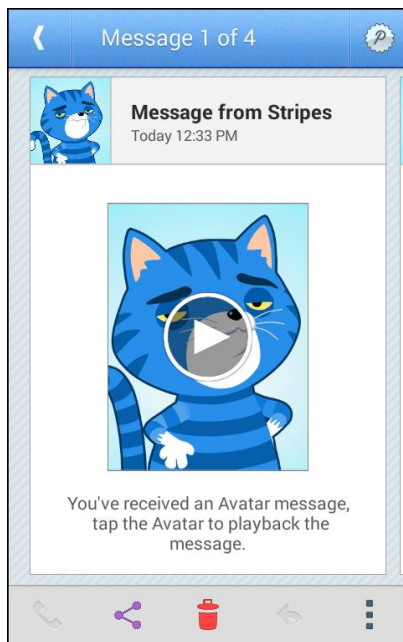 Message 1 of 4
P
Message from Stripes
Today 12:33 PM
You've received an Avatar message,
tap the Avatar to playback the
message.